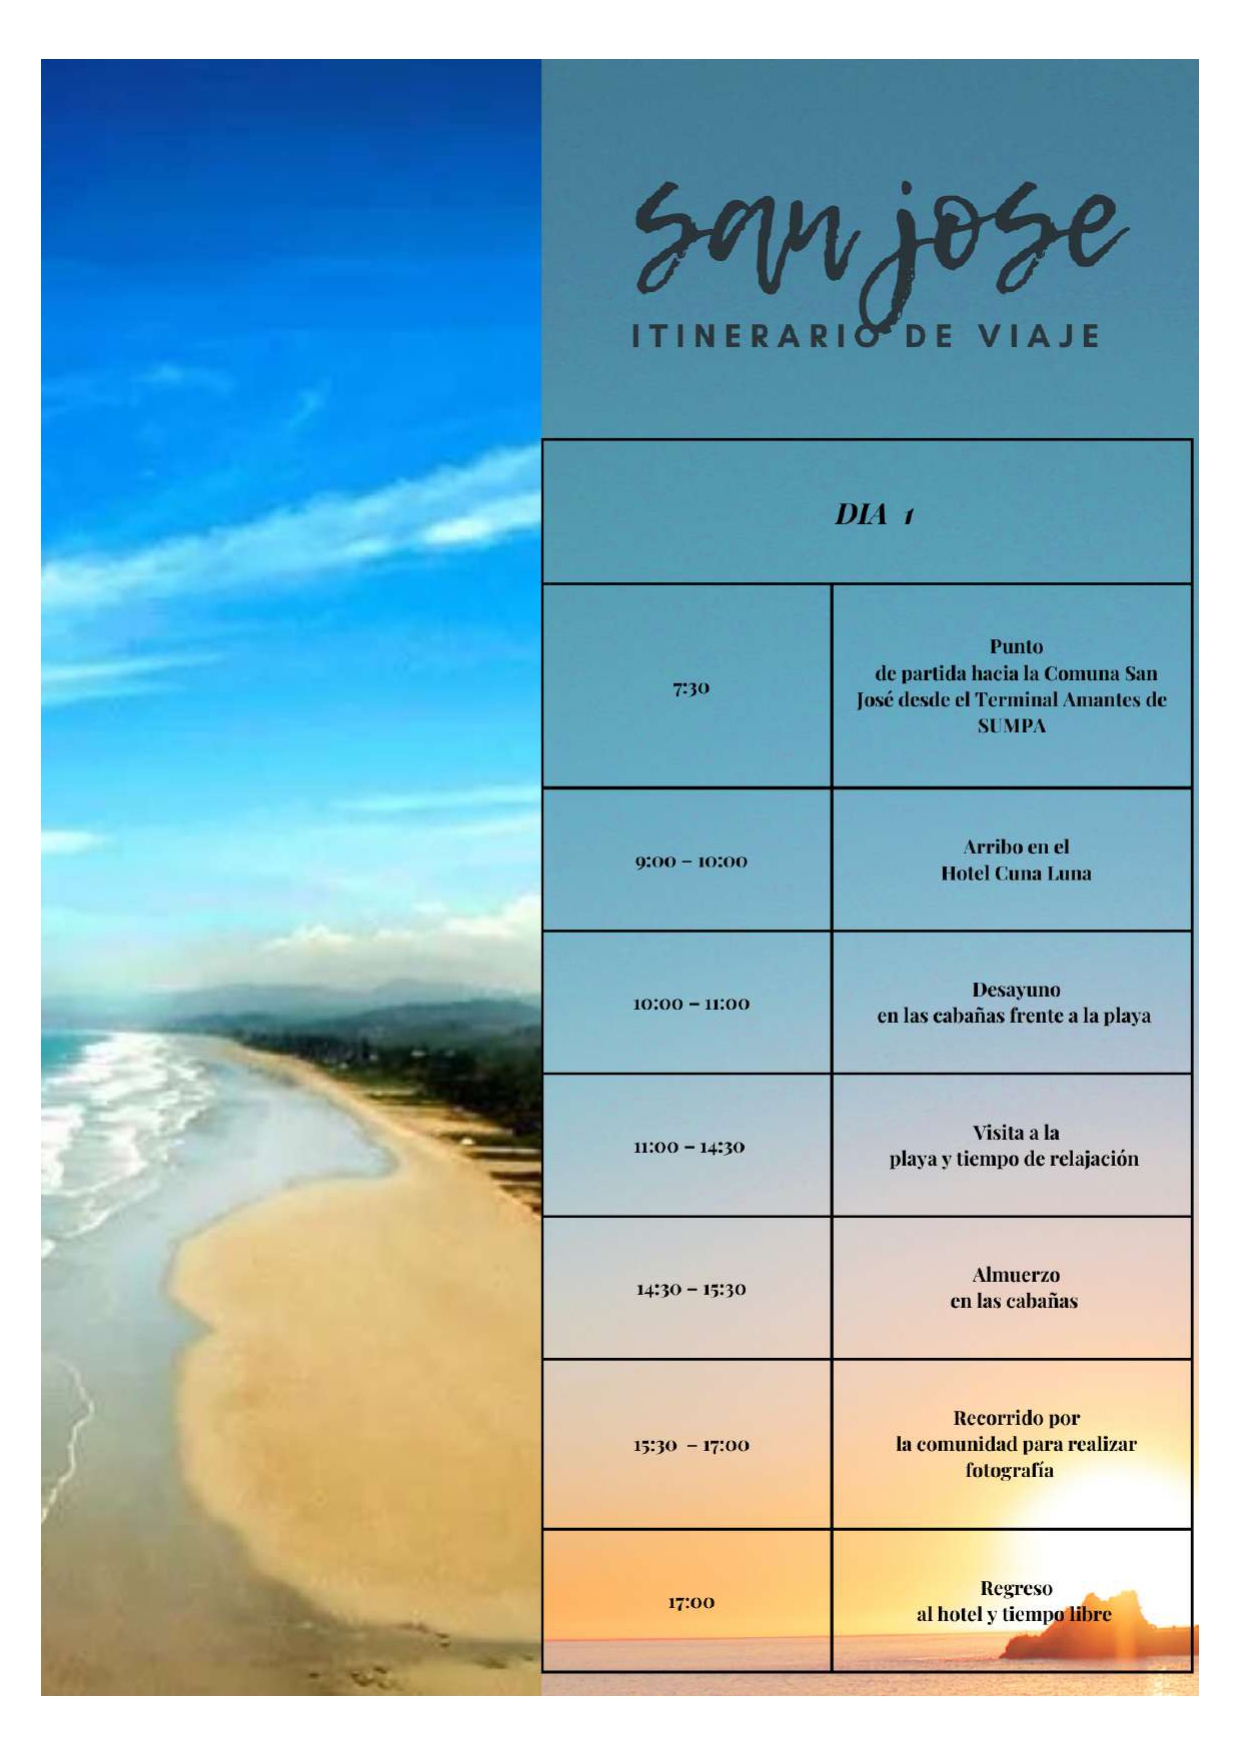 san jose
ITINERARIO DE VIAJE
DIA 1
7:30
Punto
de partida hacia la Comuna San
José desde el Terminal Amantes de
SUMPA
9:00 – 10:00
Arribo en el
Hotel Cuna Luna
10:00 – 11:00
Desayuno
en las cabañas frente a la playa
11:00 – 14:30
Visita a la
playa y tiempo de relajación
14:30 – 15:30
Almuerzo
en las cabañas
15:30 – 17:00
Recorrido por
la comunidad para realizar
fotografía
17:00
Regreso
al hotel y tiempo libre